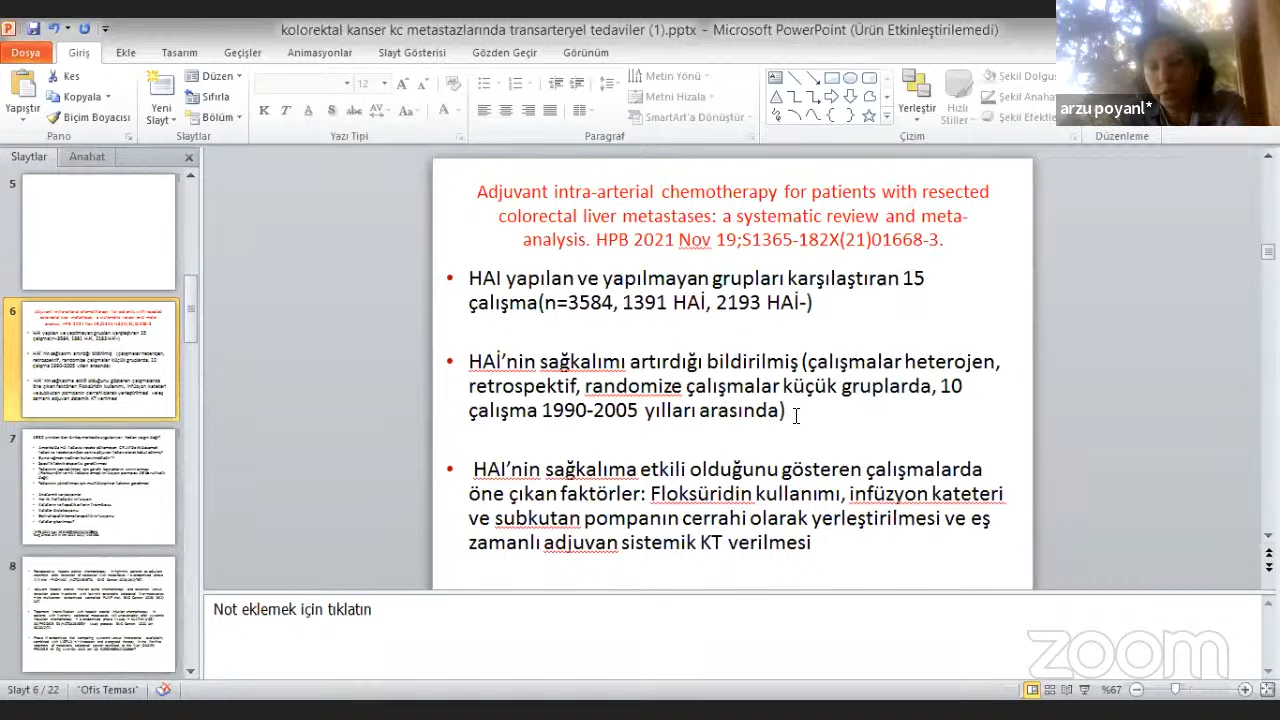 kolorektal kanser kc metastazlarında transarteryel tedaviler (1).pptx - Microsoft PowerPoint (Ürün Etkinleştirilemedi)
Dosya Giriş Ekle Tasarım Geçişler Animasyonlar Slayt Gösterisi Gözden Geçir Görünüm
arzu poyanl*
Yapıştır
Kes
Kopyala
Biçim Boyacısı
Pano
Yeni Slayt
Düzen
Sıfırla
Bölüm
Slaytlar
12
Yazı Tipi
Metin Yönü
Metni Hizala
SmartArt'a Dönüştür
Paragraf
Yerleştir
Hızlı Stiller
Şekil Dolgu
Şekil Anaha
Şekil Efektle
Çizim
Düzenleme
Slaytlar Anahat
5
6
7
8
Adjuvant intra-arterial chemotherapy for patients with resected
colorectal liver metastases: a systematic review and meta-
analysis. HPB 2021 Nov 19;S1365-182X(21)01668-3.
• HAI yapılan ve yapılmayan grupları karşılaştıran 15
çalışma(n=3584, 1391 HAİ, 2193 HAİ-)
• HAİ’nin sağkalımı artırdığı bildirilmiş (çalışmalar heterojen,
retrospektif, randomize çalışmalar küçük gruplarda, 10
çalışma 1990-2005 yılları arasında)
• HAI’nin sağkalıma etkili olduğunu gösteren çalışmalarda
öne çıkan faktörler: Floksüridin kullanımı, infüzyon kateteri
ve subkutan pompanın cerrahi olarak yerleştirilmesi ve eş
zamanlı adjuvan sistemik KT verilmesi
Not eklemek için tıklatın
zoom
Slayt 6 / 22 "Ofis Teması" %67